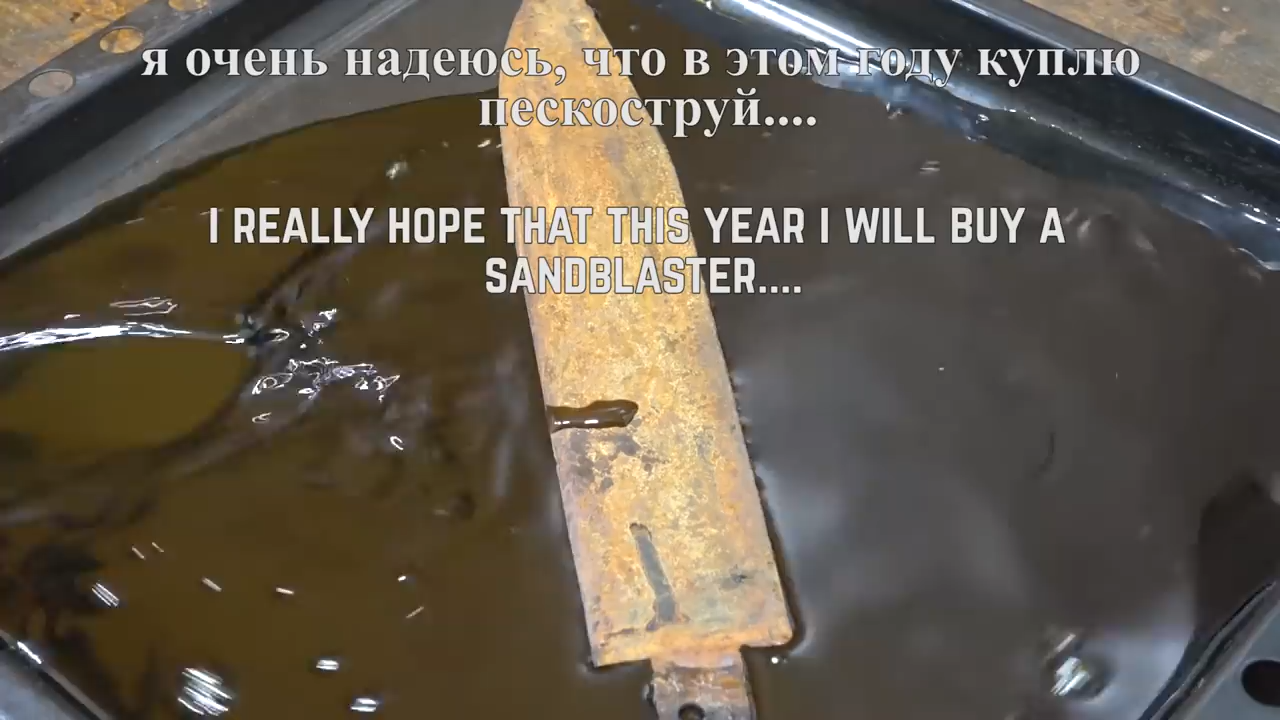 я очень надеюсь, что в этом году куплю
пескоструй....
I REALLY HOPE THAT THIS YEAR I WILL BUY A
SANDBLASTER....